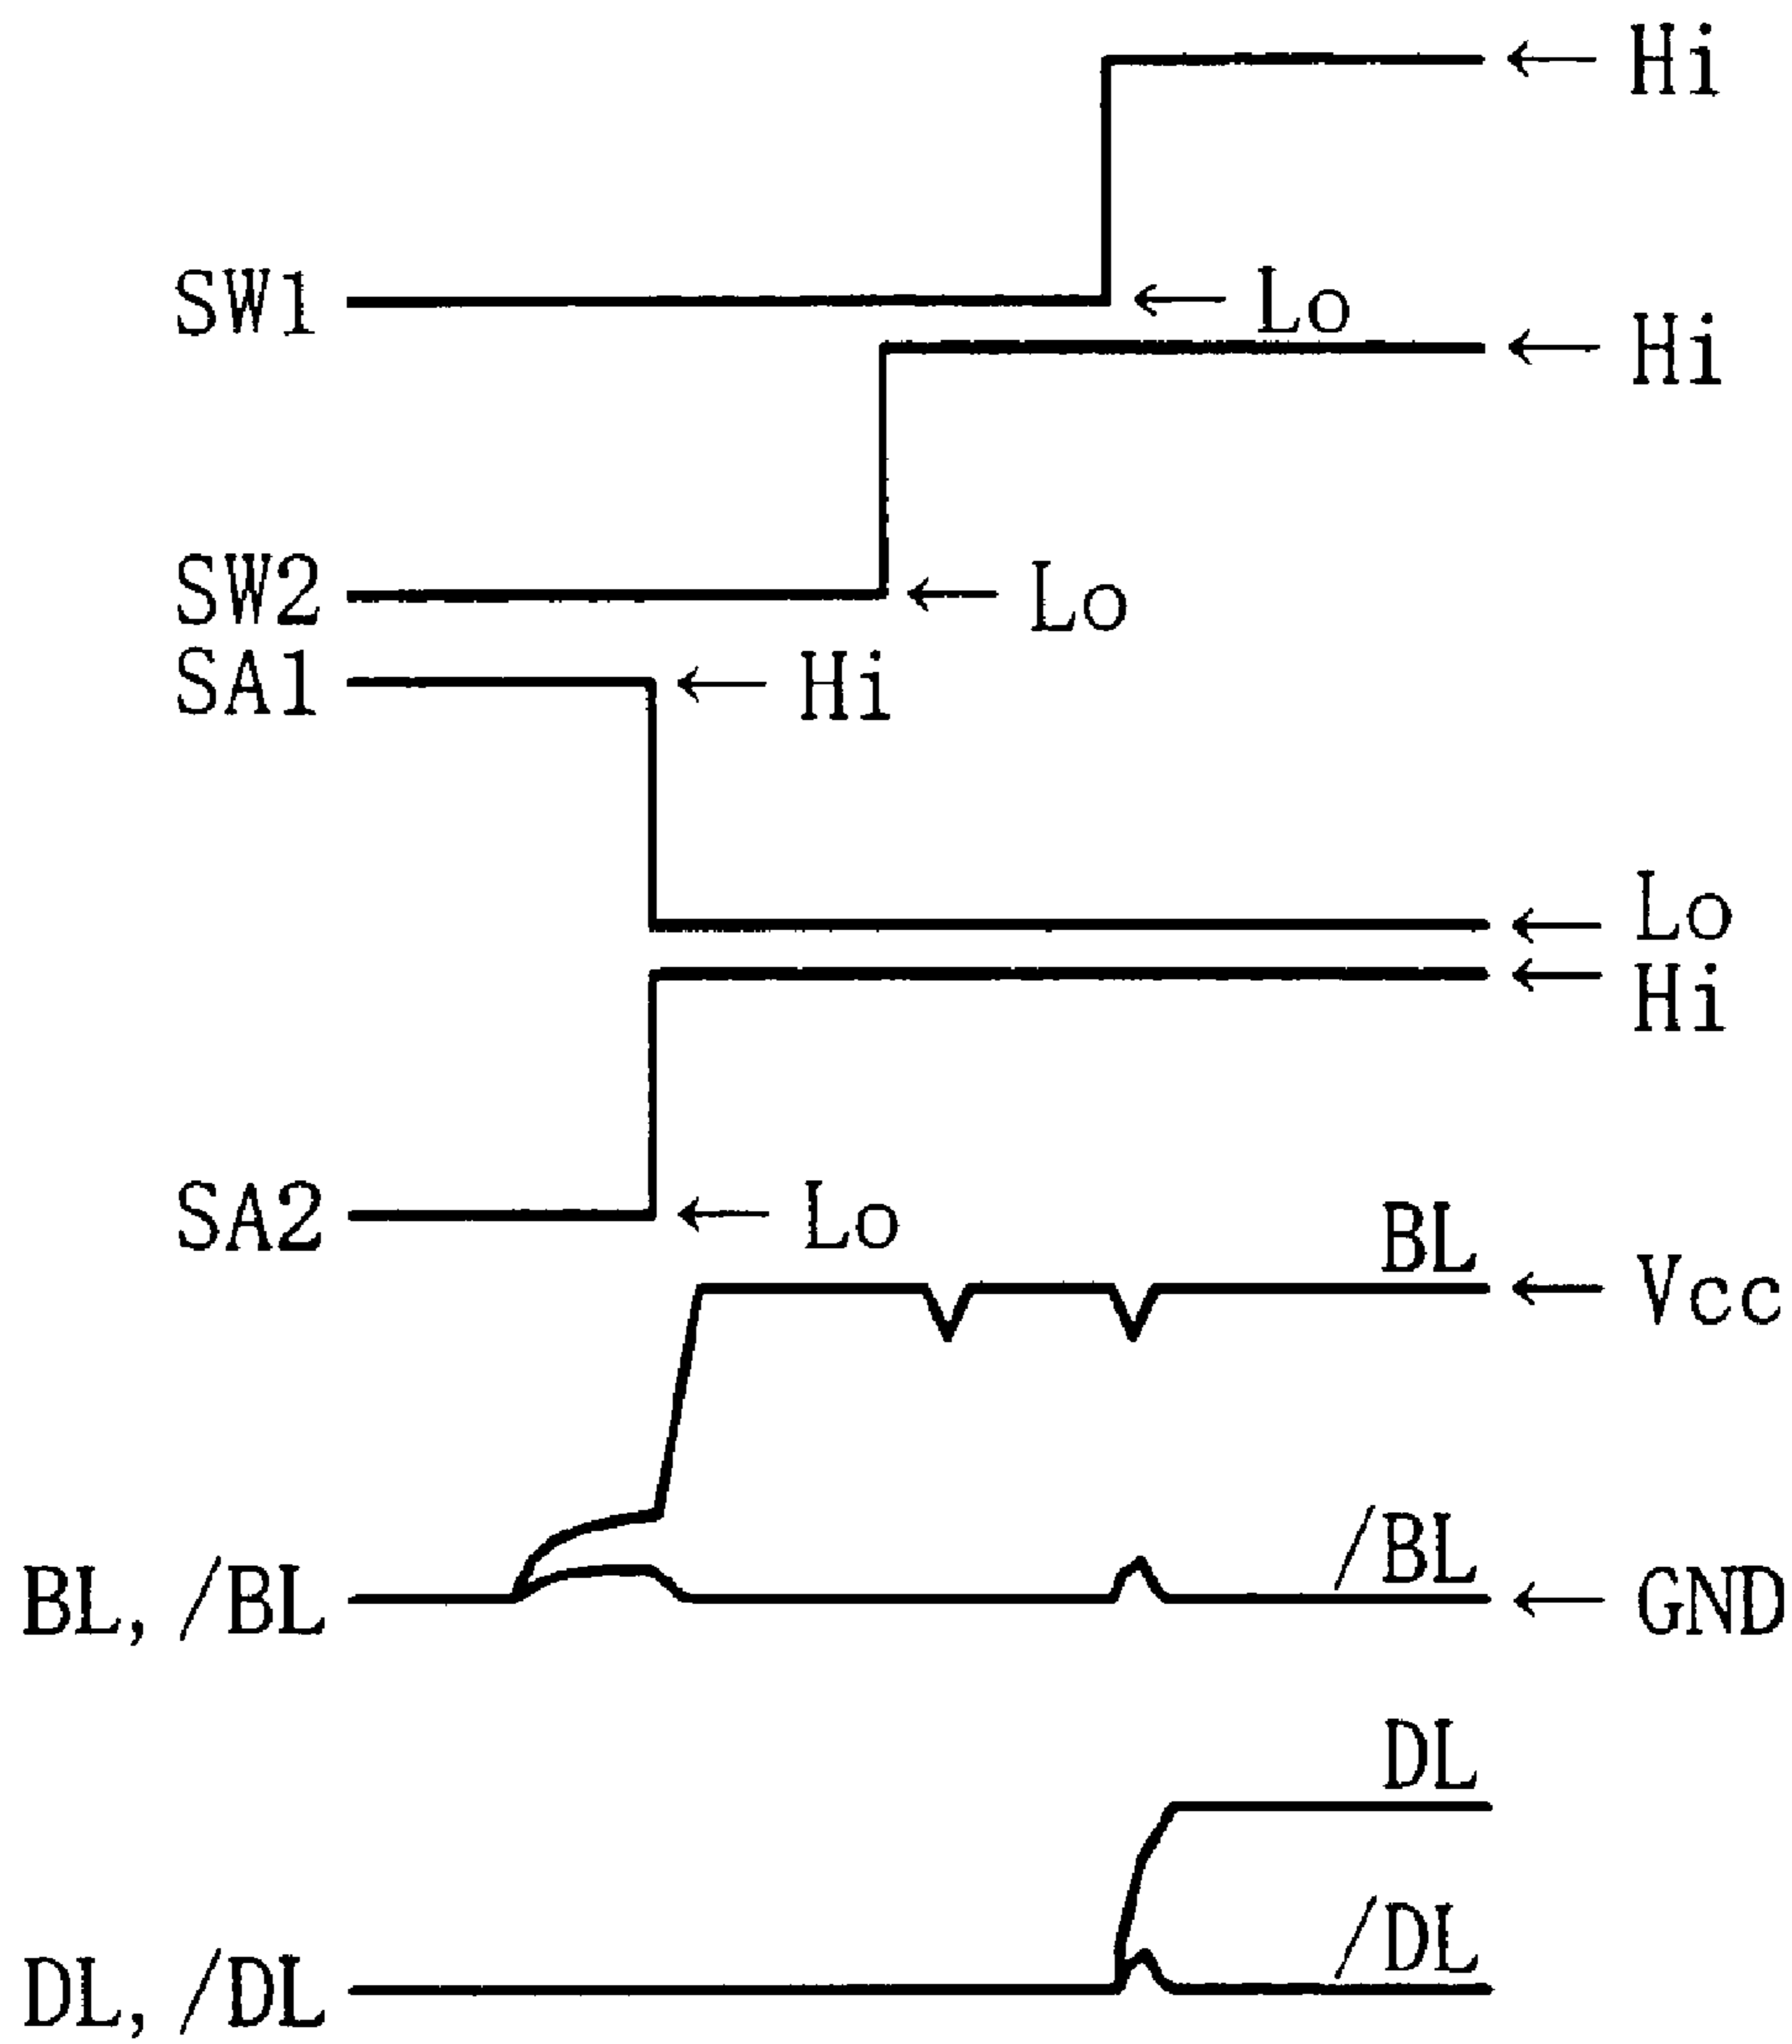 Hi
SW1
Lo
Hi
SW2
Lo
SA1
Hi
Lo
Hi
SA2
Lo
BL
Vcc
BL, /BL
/BL
GND
DL
/DL
DL, /DL